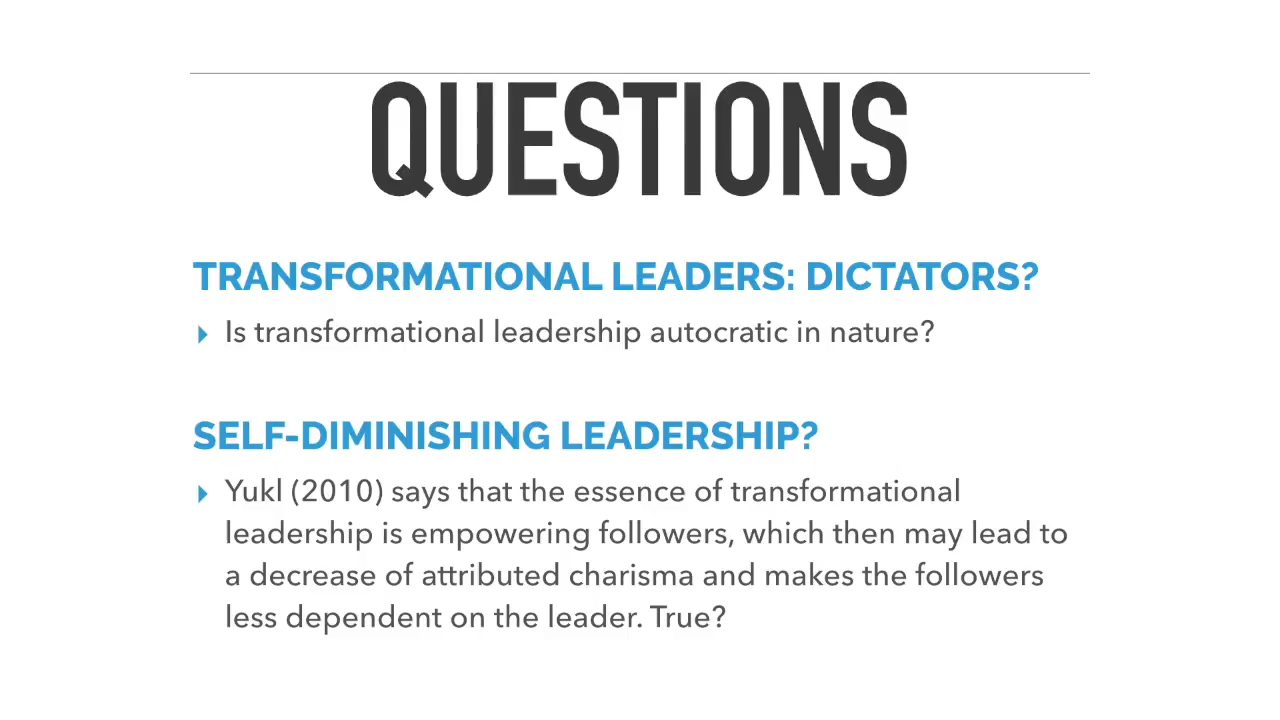 QUESTIONS
TRANSFORMATIONAL LEADERS: DICTATORS?
Is transformational leadership autocratic in nature?
SELF-DIMINISHING LEADERSHIP?
Yukl (2010) says that the essence of transformational
leadership is empowering followers, which then may lead to
a decrease of attributed charisma and makes the followers
less dependent on the leader. True?